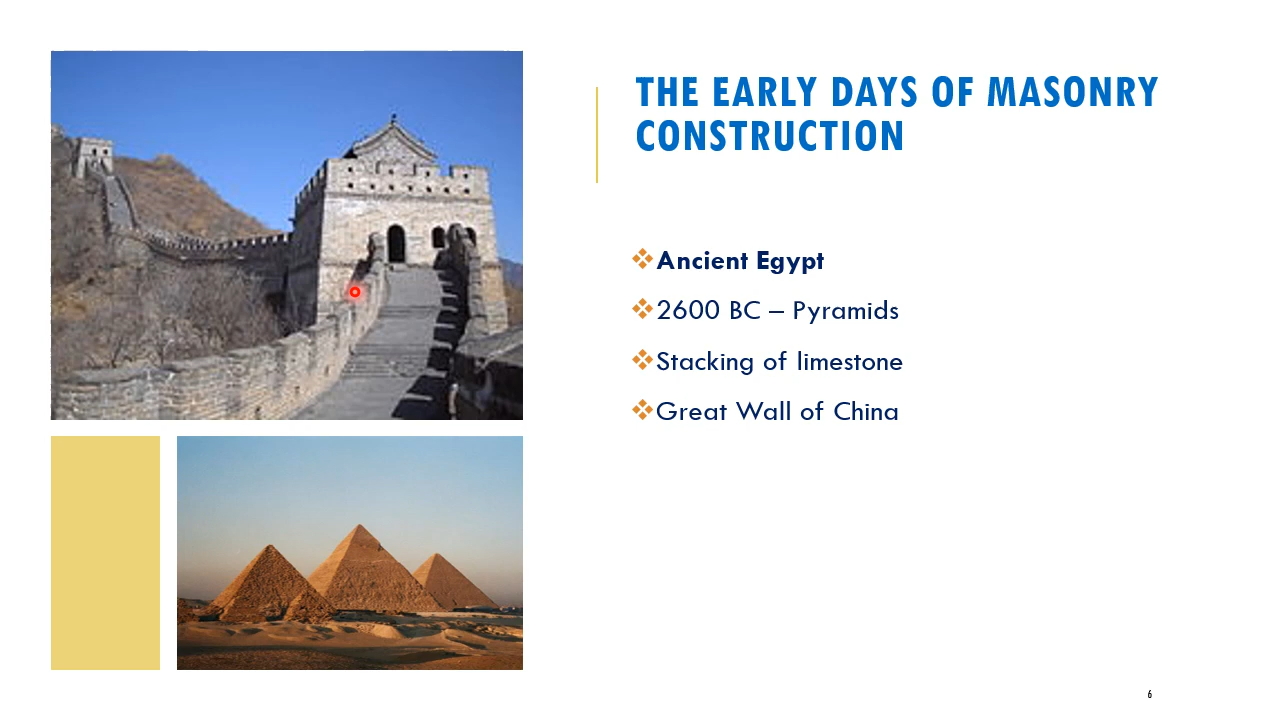 THE EARLY DAYS OF MASONRY
CONSTRUCTION
Ancient Egypt
2600 BC – Pyramids
Stacking of limestone
Great Wall of China
6